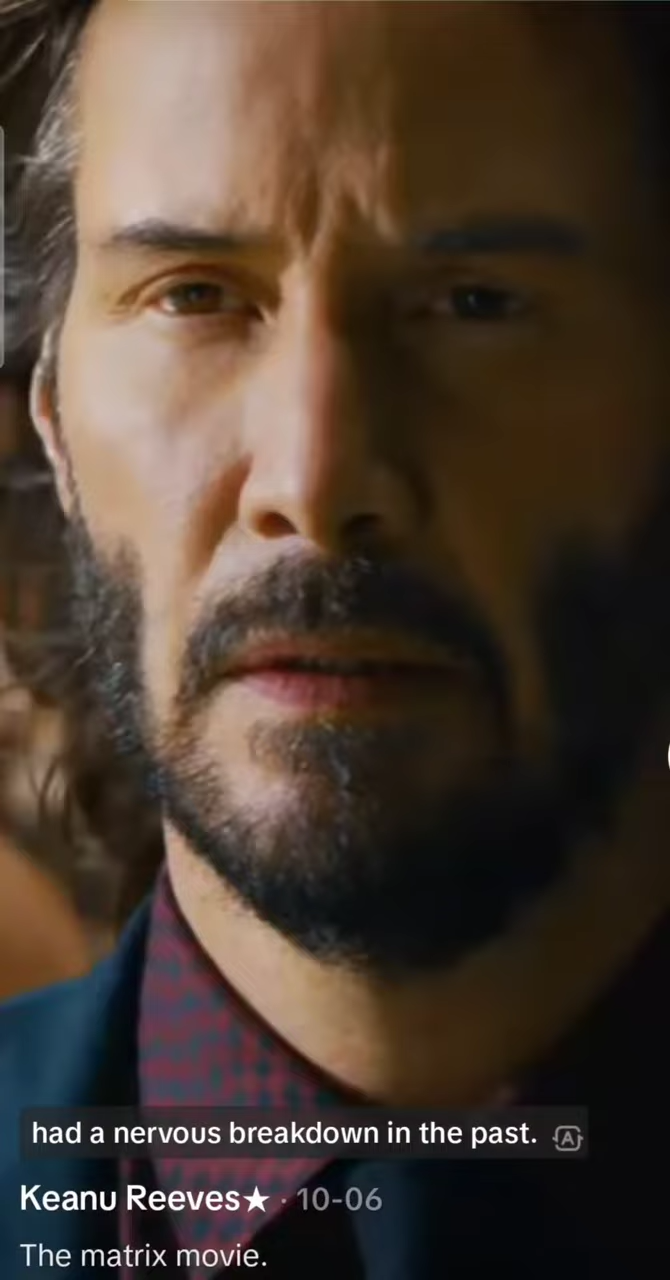 had a nervous breakdown in the past.
Keanu Reeves★ · 10-06
The matrix movie.